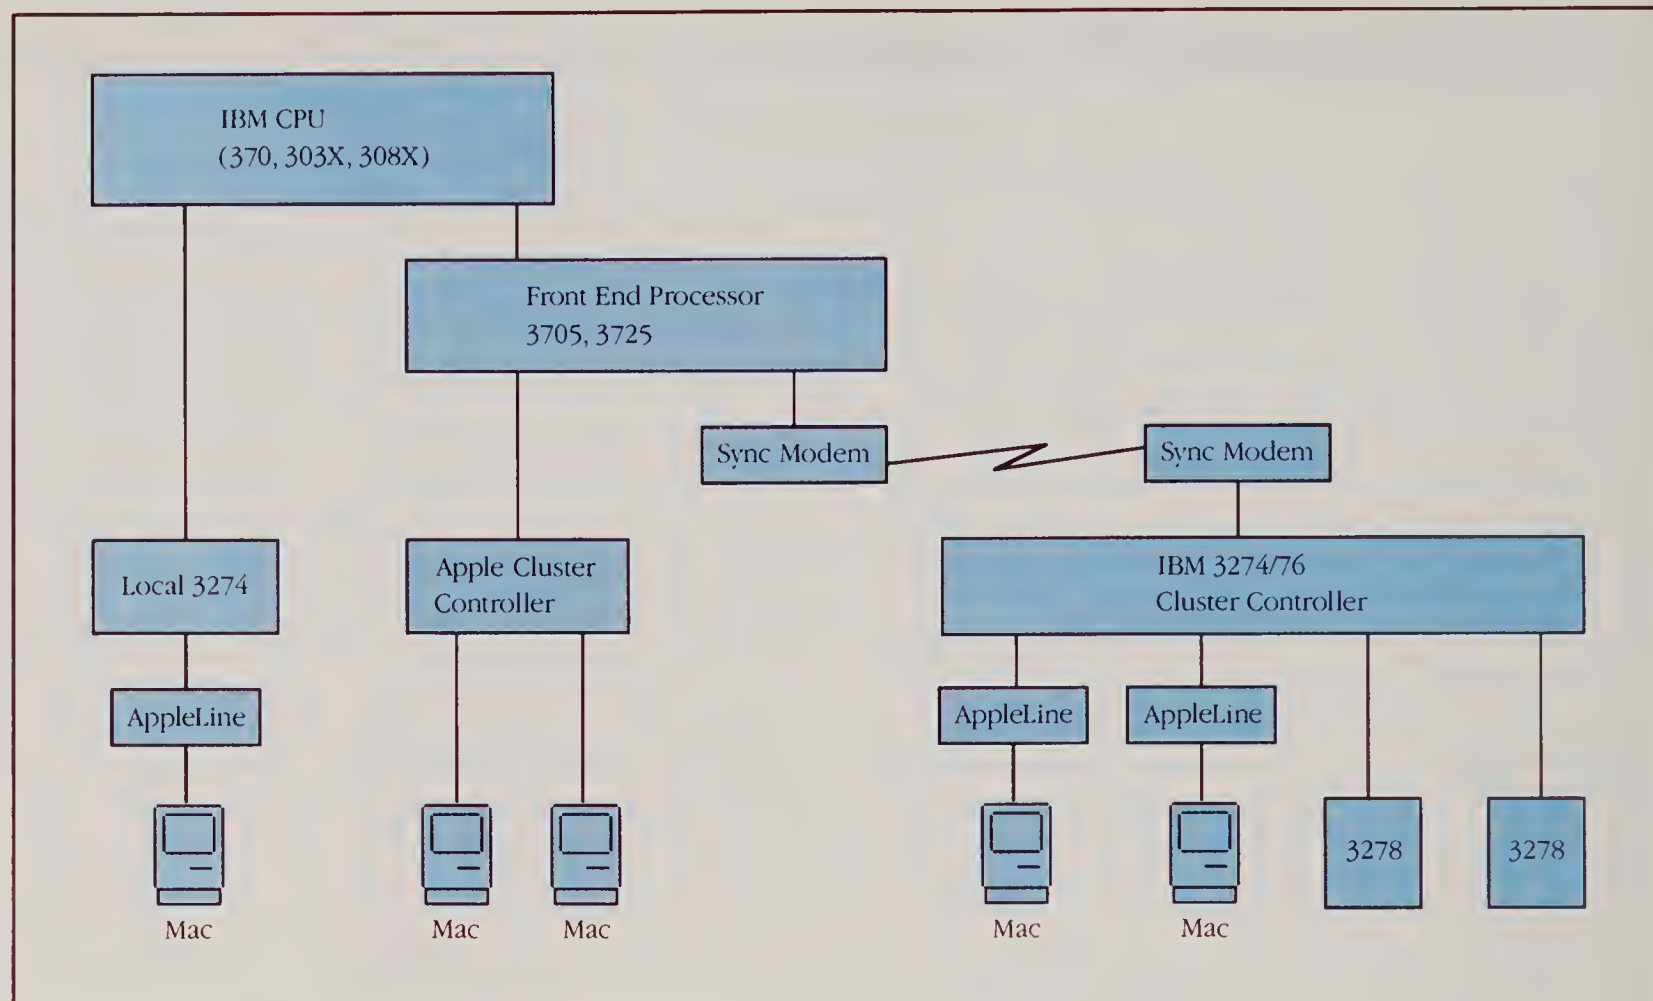 IBM CPU
(370, 303X, 308X)
Front End Processor
3705, 3725
Sync Modem
Sync Modem
Local 3274
Apple Cluster
Controller
IBM 3274/76
Cluster Controller
AppleLine
AppleLine
AppleLine
3278
3278
Mac
Mac
Mac
Mac
Mac